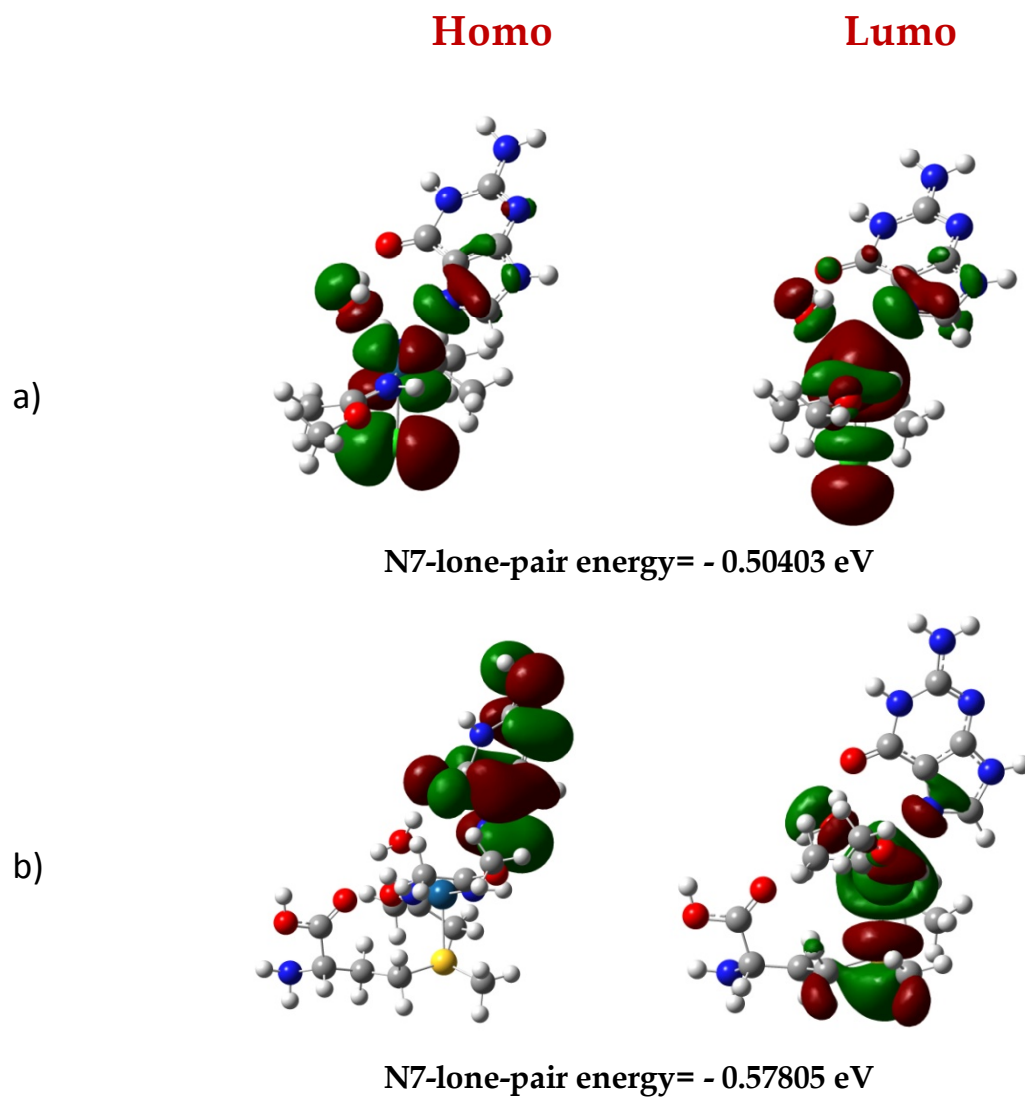 Homo Lumo
a)
N7-lone-pair energy= - 0.50403 eV
b)
N7-lone-pair energy= - 0.57805 eV